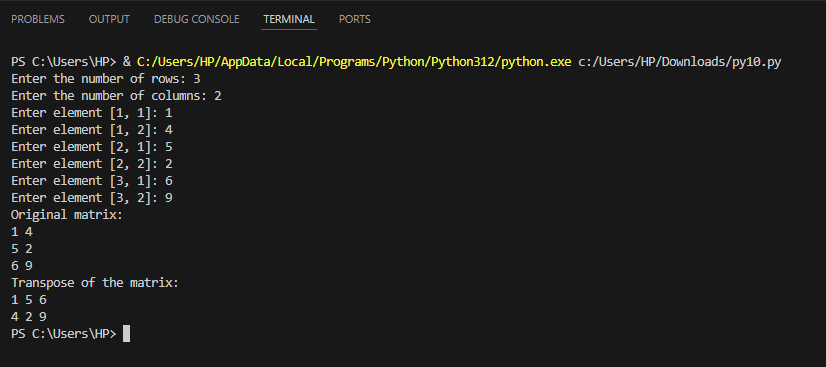 PROBLEMS OUTPUT DEBUG CONSOLE TERMINAL PORTS
PS C:\Users\HP> & C:/Users/HP/AppData/Local/Programs/Python/Python312/python.exe c:/Users/HP/Downloads/py10.py
Enter the number of rows: 3
Enter the number of columns: 2
Enter element [1, 1]: 1
Enter element [1, 2]: 4
Enter element [2, 1]: 5
Enter element [2, 2]: 2
Enter element [3, 1]: 6
Enter element [3, 2]: 9
Original matrix:
1 4
5 2
6 9
Transpose of the matrix:
1 5 6
4 2 9
PS C:\Users\HP>